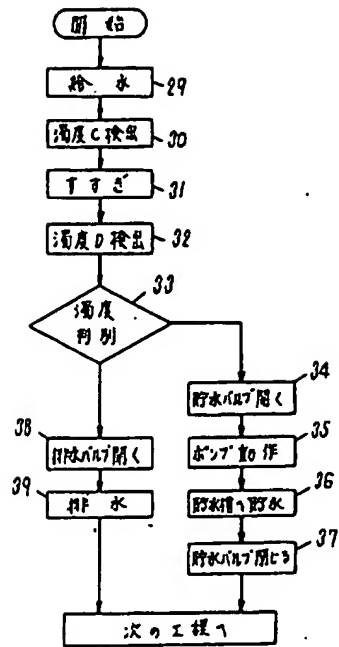 開始
給水
29
濁度C検出
30
すすぎ
31
濁度D検出
32
33
濁度
判別
34
貯水バルブ開く
38
排水バルブ開く
35
ポンプ動作
39
排水
36
貯水槽へ貯水
37
貯水バルブ閉じる
次の工程へ